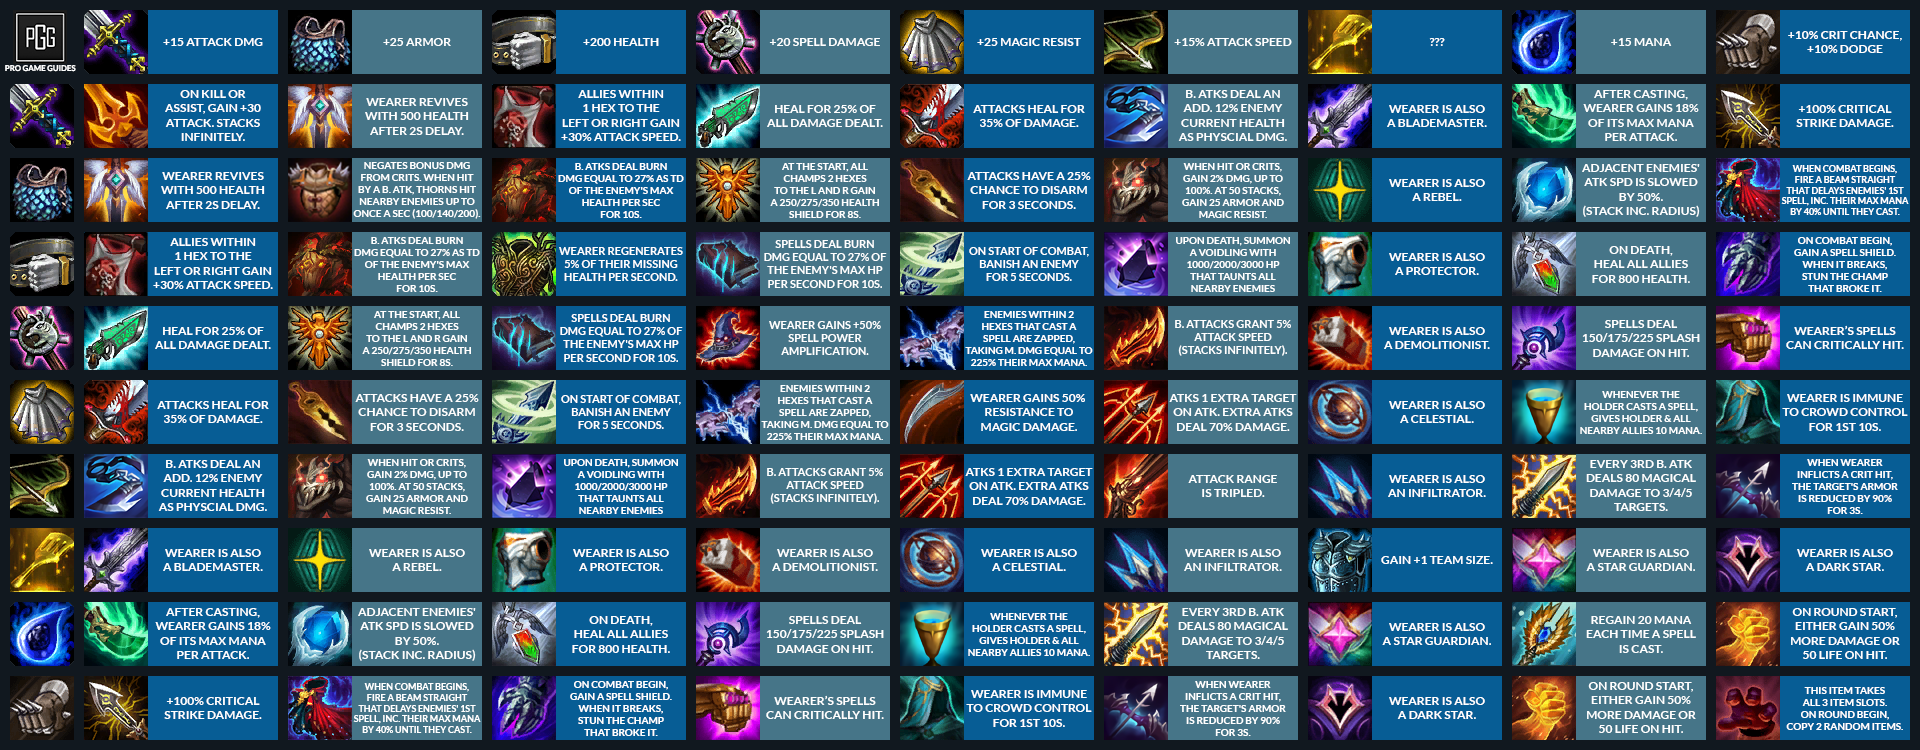 PGG
PRO GAME GUIDES
+15 ATTACK DMG
+25 ARMOR
+200 HEALTH
+20 SPELL DAMAGE
+25 MAGIC RESIST
+15% ATTACK SPEED
???
+15 MANA
+10% CRIT CHANCE,
+10% DODGE
ON KILL OR
ASSIST, GAIN +30
ATTACK. STACKS
INFINITELY.
WEARER REVIVES
WITH 500 HEALTH
AFTER 2S DELAY.
ALLIES WITHIN
1 HEX TO THE
LEFT OR RIGHT GAIN
+30% ATTACK SPEED.
HEAL FOR 25% OF
ALL DAMAGE DEALT.
ATTACKS HEAL FOR
35% OF DAMAGE.
B. ATKS DEAL AN
ADD. 12% ENEMY
CURRENT HEALTH
AS PHYSCIAL DMG.
WEARER IS ALSO
A BLADEMASTER.
AFTER CASTING,
WEARER GAINS 18%
OF ITS MAX MANA
PER ATTACK.
+100% CRITICAL
STRIKE DAMAGE.
WEARER REVIVES
WITH 500 HEALTH
AFTER 2S DELAY.
NEGATES BONUS DMG
FROM CRITS. WHEN HIT
BY A B. ATK, THORNS HIT
NEARBY ENEMIES UP TO
ONCE A SEC (100/140/200).
B. ATKS DEAL BURN
DMG EQUAL TO 27% AS TD
OF THE ENEMY'S MAX
HEALTH PER SEC
FOR 10S.
AT THE START, ALL
CHAMPS 2 HEXES
TO THE L AND R GAIN
A 250/275/350 HEALTH
SHIELD FOR 8S.
ATTACKS HAVE A 25%
CHANCE TO DISARM
FOR 3 SECONDS.
WHEN HIT OR CRITS,
GAIN 2% DMG, UP TO
100%. AT 50 STACKS,
GAIN 25 ARMOR AND
MAGIC RESIST.
WEARER IS ALSO
A REBEL.
ADJACENT ENEMIES'
ATK SPD IS SLOWED
BY 50%.
(STACK INC. RADIUS)
WHEN COMBAT BEGINS,
FIRE A BEAM STRAIGHT
THAT DELAYS ENEMIES' 1ST
SPELL, INC. THEIR MAX MANA
BY 40% UNTIL THEY CAST.
ALLIES WITHIN
1 HEX TO THE
LEFT OR RIGHT GAIN
+30% ATTACK SPEED.
B. ATKS DEAL BURN
DMG EQUAL TO 27% AS TD
OF THE ENEMY'S MAX
HEALTH PER SEC
FOR 10S.
WEARER REGENERATES
5% OF THEIR MISSING
HEALTH PER SECOND.
SPELLS DEAL BURN
DMG EQUAL TO 27% OF
THE ENEMY'S MAX HP
PER SECOND FOR 10S.
ON START OF COMBAT,
BANISH AN ENEMY
FOR 5 SECONDS.
UPON DEATH, SUMMON
A VOIDLING WITH
1000/2000/3000 HP
THAT TAUNTS ALL
NEARBY ENEMIES
WEARER IS ALSO
A PROTECTOR.
ON DEATH,
HEAL ALL ALLIES
FOR 800 HEALTH.
ON COMBAT BEGIN,
GAIN A SPELL SHIELD.
WHEN IT BREAKS,
STUN THE CHAMP
THAT BROKE IT.
HEAL FOR 25% OF
ALL DAMAGE DEALT.
AT THE START, ALL
CHAMPS 2 HEXES
TO THE L AND R GAIN
A 250/275/350 HEALTH
SHIELD FOR 8S.
SPELLS DEAL BURN
DMG EQUAL TO 27% OF
THE ENEMY'S MAX HP
PER SECOND FOR 10S.
WEARER GAINS +50%
SPELL POWER
AMPLIFICATION.
ENEMIES WITHIN 2
HEXES THAT CAST A
SPELL ARE ZAPPED,
TAKING M. DMG EQUAL TO
225% THEIR MAX MANA.
B. ATTACKS GRANT 5%
ATTACK SPEED
(STACKS INFINITELY).
WEARER IS ALSO
A DEMOLITIONIST.
SPELLS DEAL
150/175/225 SPLASH
DAMAGE ON HIT.
WEARER'S SPELLS
CAN CRITICALLY HIT.
ATTACKS HEAL FOR
35% OF DAMAGE.
ATTACKS HAVE A 25%
CHANCE TO DISARM
FOR 3 SECONDS.
ON START OF COMBAT,
BANISH AN ENEMY
FOR 5 SECONDS.
ENEMIES WITHIN 2
HEXES THAT CAST A
SPELL ARE ZAPPED,
TAKING M. DMG EQUAL TO
225% THEIR MAX MANA.
WEARER GAINS 50%
RESISTANCE TO
MAGIC DAMAGE.
ATKS 1 EXTRA TARGET
ON ATK. EXTRA ATKS
DEAL 70% DAMAGE.
WEARER IS ALSO
A CELESTIAL.
WHENEVER THE
HOLDER CASTS A SPELL,
GIVES HOLDER & ALL
NEARBY ALLIES 10 MANA.
WEARER IS IMMUNE
TO CROWD CONTROL
FOR 1ST 10S.
B. ATKS DEAL AN
ADD. 12% ENEMY
CURRENT HEALTH
AS PHYSCIAL DMG.
WHEN HIT OR CRITS,
GAIN 2% DMG, UP TO
100%. AT 50 STACKS,
GAIN 25 ARMOR AND
MAGIC RESIST.
UPON DEATH, SUMMON
A VOIDLING WITH
1000/2000/3000 HP
THAT TAUNTS ALL
NEARBY ENEMIES
B. ATTACKS GRANT 5%
ATTACK SPEED
(STACKS INFINITELY).
ATKS 1 EXTRA TARGET
ON ATK. EXTRA ATKS
DEAL 70% DAMAGE.
ATTACK RANGE
IS TRIPLED.
WEARER IS ALSO
AN INFILTRATOR.
EVERY 3RD B. ATK
DEALS 80 MAGICAL
DAMAGE TO 3/4/5
TARGETS.
WHEN WEARER
INFLICTS A CRIT HIT,
THE TARGET'S ARMOR
IS REDUCED BY 90%
FOR 3S.
WEARER IS ALSO
A BLADEMASTER.
WEARER IS ALSO
A REBEL.
WEARER IS ALSO
A PROTECTOR.
WEARER IS ALSO
A DEMOLITIONIST.
WEARER IS ALSO
A CELESTIAL.
WEARER IS ALSO
AN INFILTRATOR.
GAIN +1 TEAM SIZE.
WEARER IS ALSO
A STAR GUARDIAN.
WEARER IS ALSO
A DARK STAR.
AFTER CASTING,
WEARER GAINS 18%
OF ITS MAX MANA
PER ATTACK.
ADJACENT ENEMIES'
ATK SPD IS SLOWED
BY 50%.
(STACK INC. RADIUS)
ON DEATH,
HEAL ALL ALLIES
FOR 800 HEALTH.
SPELLS DEAL
150/175/225 SPLASH
DAMAGE ON HIT.
WHENEVER THE
HOLDER CASTS A SPELL,
GIVES HOLDER & ALL
NEARBY ALLIES 10 MANA.
EVERY 3RD B. ATK
DEALS 80 MAGICAL
DAMAGE TO 3/4/5
TARGETS.
WEARER IS ALSO
A STAR GUARDIAN.
REGAIN 20 MANA
EACH TIME A SPELL
IS CAST.
ON ROUND START,
EITHER GAIN 50%
MORE DAMAGE OR
50 LIFE ON HIT.
+100% CRITICAL
STRIKE DAMAGE.
WHEN COMBAT BEGINS,
FIRE A BEAM STRAIGHT
THAT DELAYS ENEMIES' 1ST
SPELL, INC. THEIR MAX MANA
BY 40% UNTIL THEY CAST.
ON COMBAT BEGIN,
GAIN A SPELL SHIELD.
WHEN IT BREAKS,
STUN THE CHAMP
THAT BROKE IT.
WEARER'S SPELLS
CAN CRITICALLY HIT.
WEARER IS IMMUNE
TO CROWD CONTROL
FOR 1ST 10S.
WHEN WEARER
INFLICTS A CRIT HIT,
THE TARGET'S ARMOR
IS REDUCED BY 90%
FOR 3S.
WEARER IS ALSO
A DARK STAR.
ON ROUND START,
EITHER GAIN 50%
MORE DAMAGE OR
50 LIFE ON HIT.
THIS ITEM TAKES
ALL 3 ITEM SLOTS.
ON ROUND BEGIN,
COPY 2 RANDOM ITEMS.